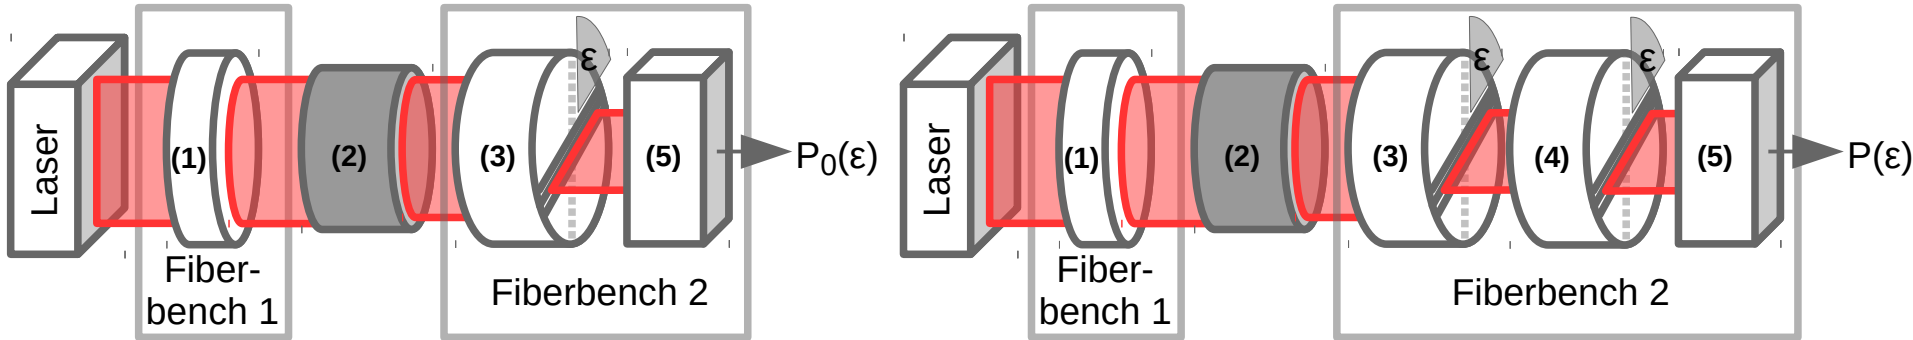 Laser
(1)
(2)
(3)
ε
(5)
P₀(ε)
Fiber-
bench 1
Fiberbench 2
Laser
(1)
(2)
(3)
ε
(4)
ε
(5)
P(ε)
Fiber-
bench 1
Fiberbench 2